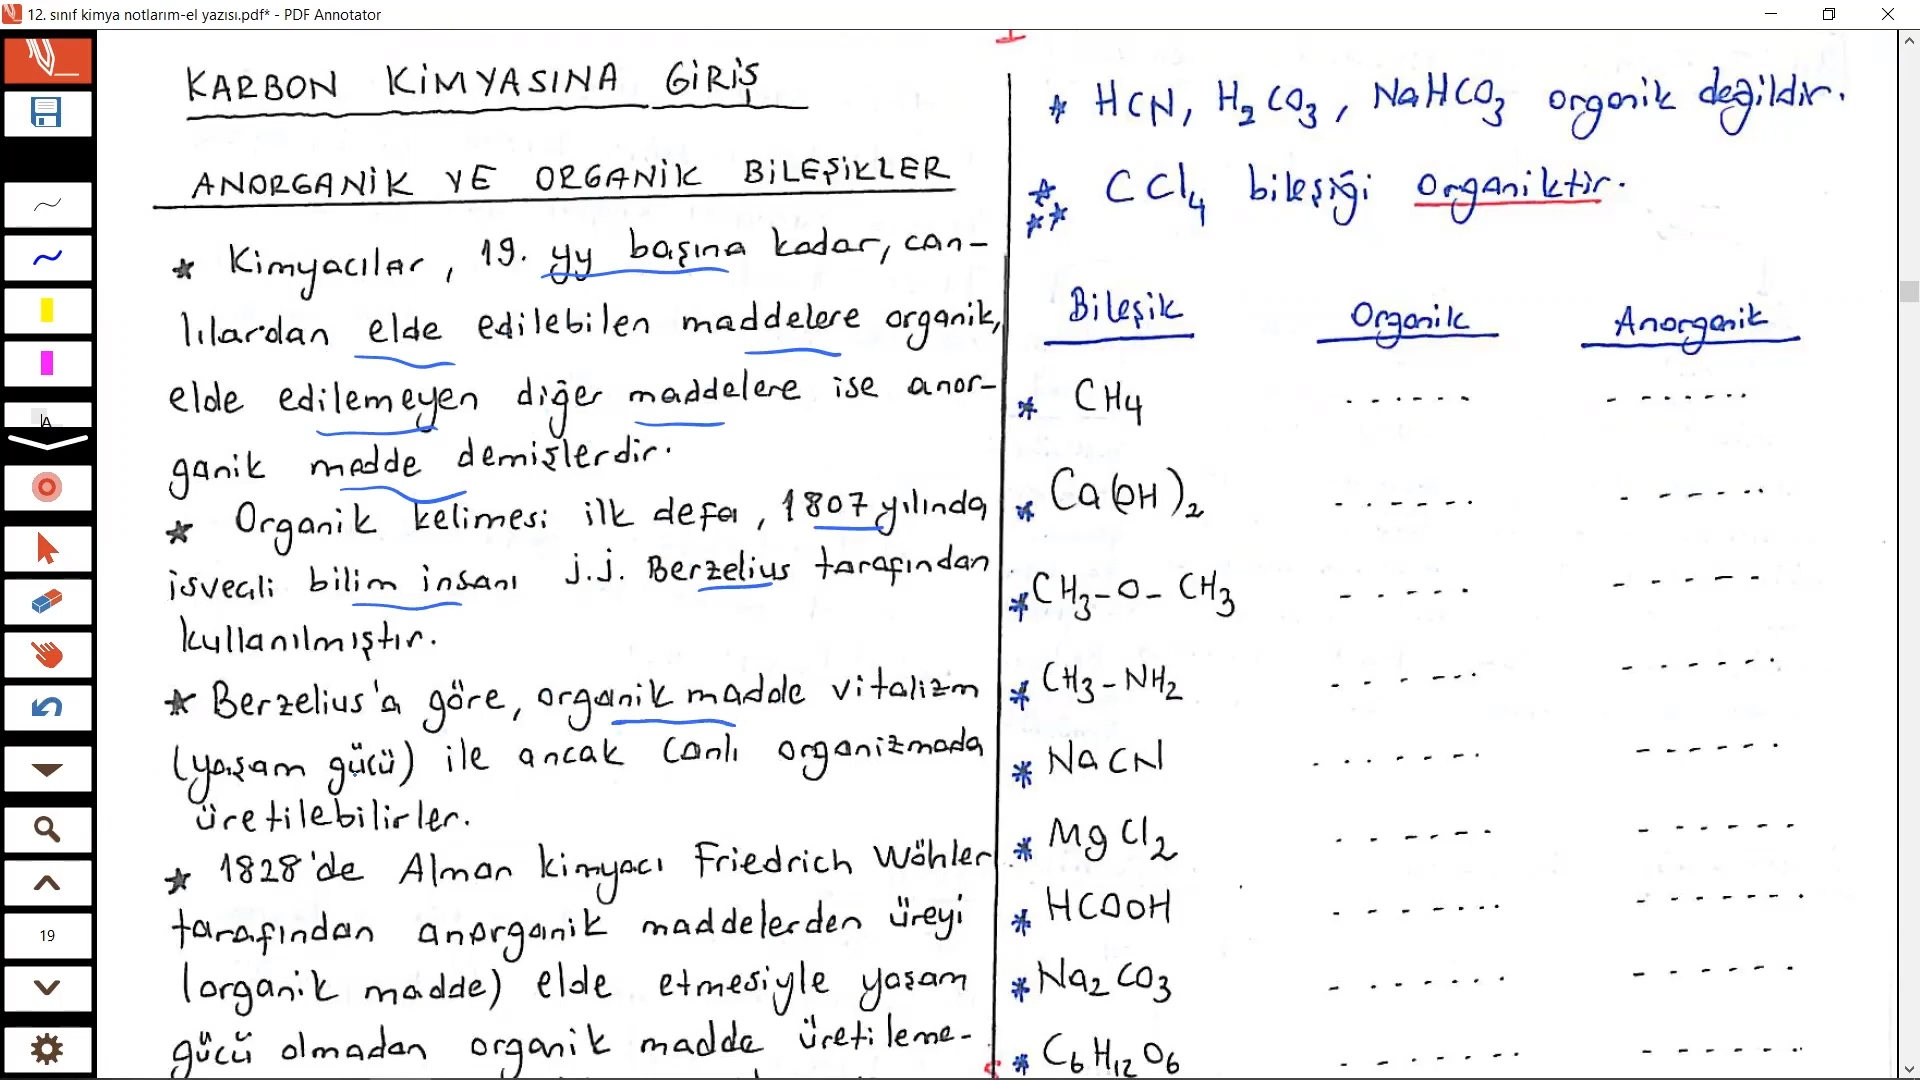 12. sınıf kimya notlarım-el yazısı.pdf* - PDF Annotator
KARBON KİMYASINA GİRİŞ
ANORGANİK VE ORGANİK BİLEŞİKLER
* Kimyacılar, 19. yy başına kadar, can-
lılardan elde edilebilen maddelere organik,
elde edilemeyen diğer maddelere ise anor-
ganik madde demişlerdir.
* Organik kelimesi ilk defa, 1807 yılında
isveçli bilim insanı j.j. Berzelius tarafından
kullanılmıştır.
* Berzelius'a göre, organik madde vitalizm
(yaşam gücü) ile ancak canlı organizmada
üretilebilirler.
* 1828'de Alman kimyacı Friedrich Wöhler
tarafından anorganik maddelerden üreyi
(organik madde) elde etmesiyle yaşam
gücü olmadan organik madde üretileme-
* HCN, H₂CO₃, NaHCO₃ organik değildir.
*** CCl₄ bileşiği organiktir.
Bileşik Organik Anorganik
* CH₄ ------ ------
* Ca(OH)₂ ------ ------
* CH₃-O-CH₃ ------ ------
* CH₃-NH₂ ------ ------
* NaCN ------ ------
* MgCl₂ ------ ------
* HCOOH ------ ------
* Na₂CO₃ ------ ------
* C₆H₁₂O₆ ------ ------
A
19